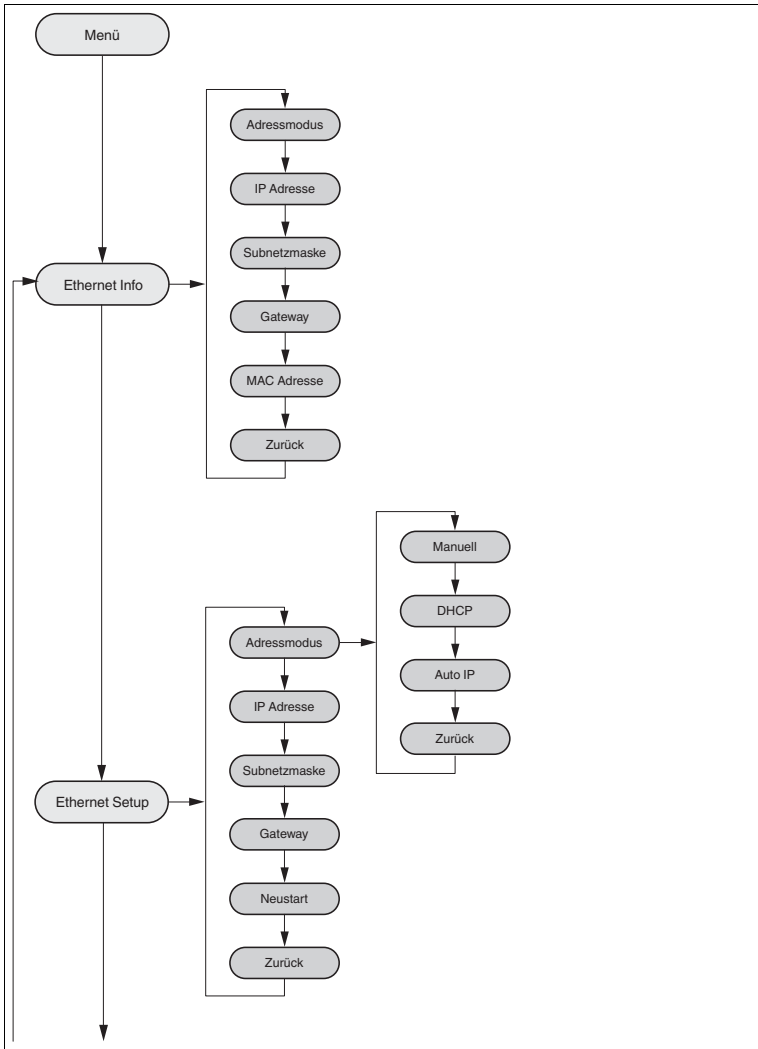 Menü
Ethernet Info
Adressmodus
IP Adresse
Subnetzmaske
Gateway
MAC Adresse
Zurück
Ethernet Setup
Adressmodus
IP Adresse
Subnetzmaske
Gateway
Neustart
Zurück
Manuell
DHCP
Auto IP
Zurück